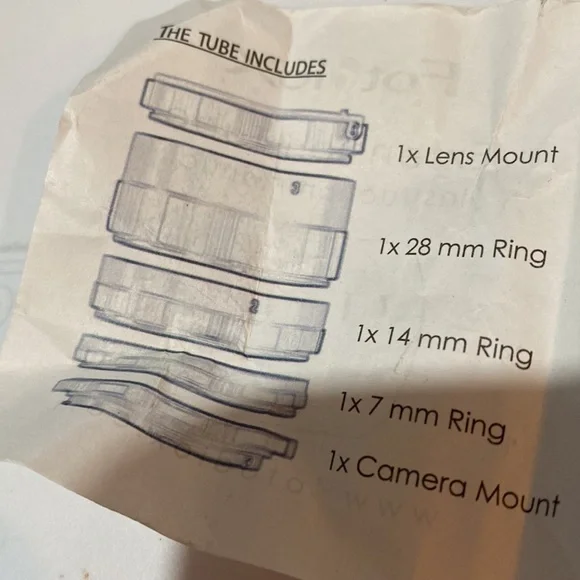 THE TUBE INCLUDES
1x Lens Mount
1x 28 mm Ring
1x 14 mm Ring
1x 7 mm Ring
1x Camera Mount